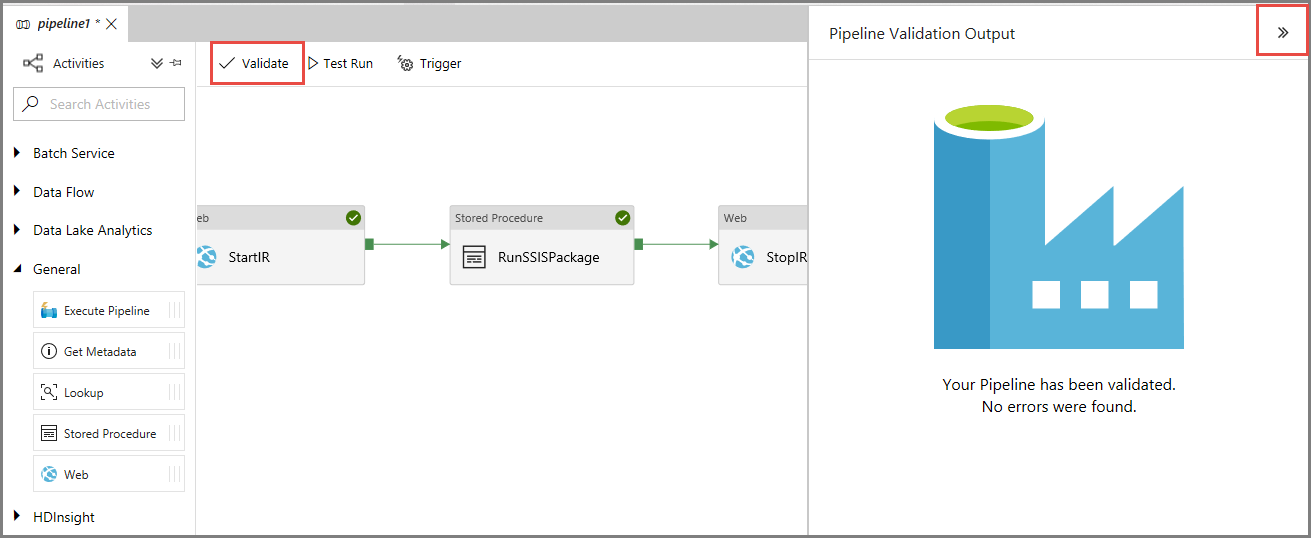 pipeline1 *
Pipeline Validation Output
Activities
Validate
Test Run
Trigger
Search Activities
Batch Service
Data Flow
Data Lake Analytics
General
Execute Pipeline
Get Metadata
Lookup
Stored Procedure
Web
HDInsight
eb
StartIR
Stored Procedure
RunSSISPackage
Web
StopIR
Your Pipeline has been validated.
No errors were found.